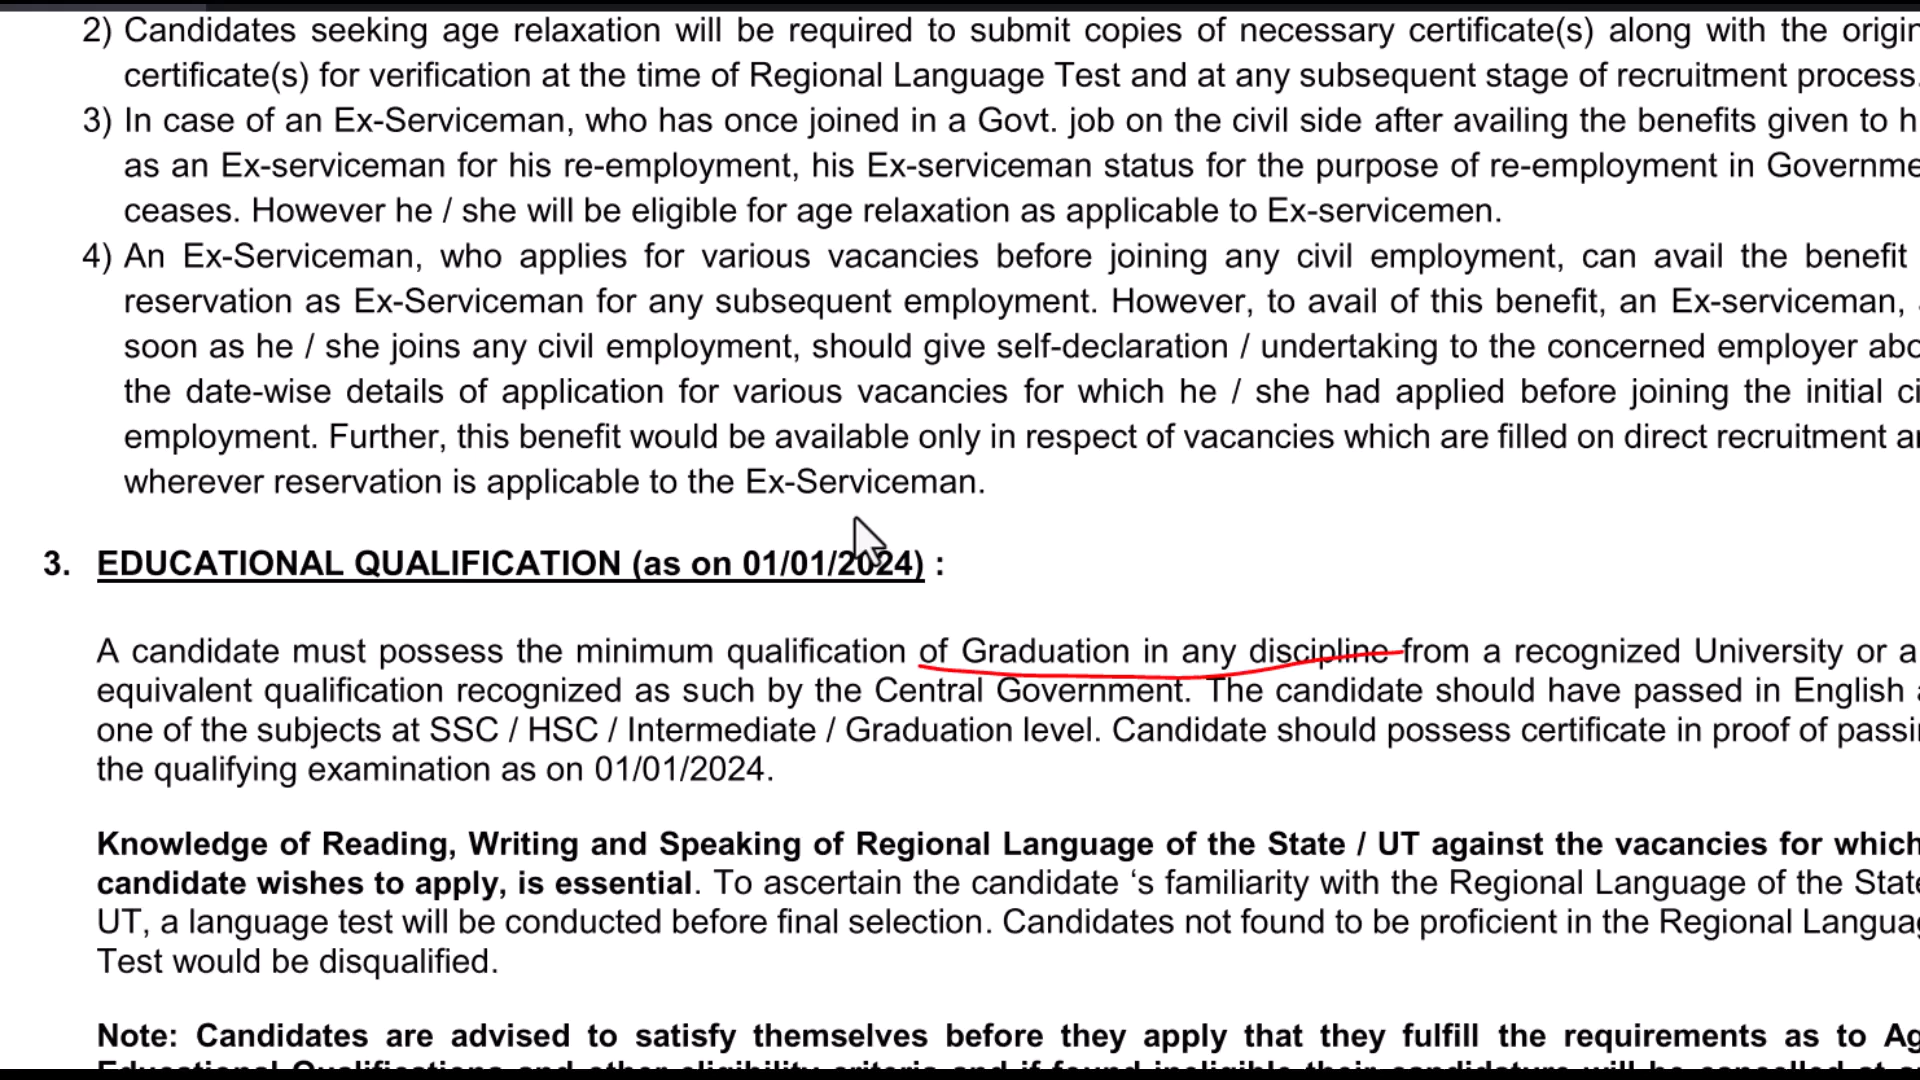 2) Candidates seeking age relaxation will be required to submit copies of necessary certificate(s) along with the origin
certificate(s) for verification at the time of Regional Language Test and at any subsequent stage of recruitment process.
3) In case of an Ex-Serviceman, who has once joined in a Govt. job on the civil side after availing the benefits given to h
as an Ex-serviceman for his re-employment, his Ex-serviceman status for the purpose of re-employment in Governme
ceases. However he / she will be eligible for age relaxation as applicable to Ex-servicemen.
4) An Ex-Serviceman, who applies for various vacancies before joining any civil employment, can avail the benefit
reservation as Ex-Serviceman for any subsequent employment. However, to avail of this benefit, an Ex-serviceman,
soon as he / she joins any civil employment, should give self-declaration / undertaking to the concerned employer abo
the date-wise details of application for various vacancies for which he / she had applied before joining the initial ci
employment. Further, this benefit would be available only in respect of vacancies which are filled on direct recruitment a
wherever reservation is applicable to the Ex-Serviceman.
3. EDUCATIONAL QUALIFICATION (as on 01/01/2024) :
A candidate must possess the minimum qualification of Graduation in any discipline from a recognized University or a
equivalent qualification recognized as such by the Central Government. The candidate should have passed in English
one of the subjects at SSC / HSC / Intermediate / Graduation level. Candidate should possess certificate in proof of passi
the qualifying examination as on 01/01/2024.
Knowledge of Reading, Writing and Speaking of Regional Language of the State / UT against the vacancies for which
candidate wishes to apply, is essential. To ascertain the candidate ‘s familiarity with the Regional Language of the State
UT, a language test will be conducted before final selection. Candidates not found to be proficient in the Regional Langua
Test would be disqualified.
Note: Candidates are advised to satisfy themselves before they apply that they fulfill the requirements as to Ag
Educational Qualifications and other eligibility criteria and if found ineligible their candidature will be cancelled at